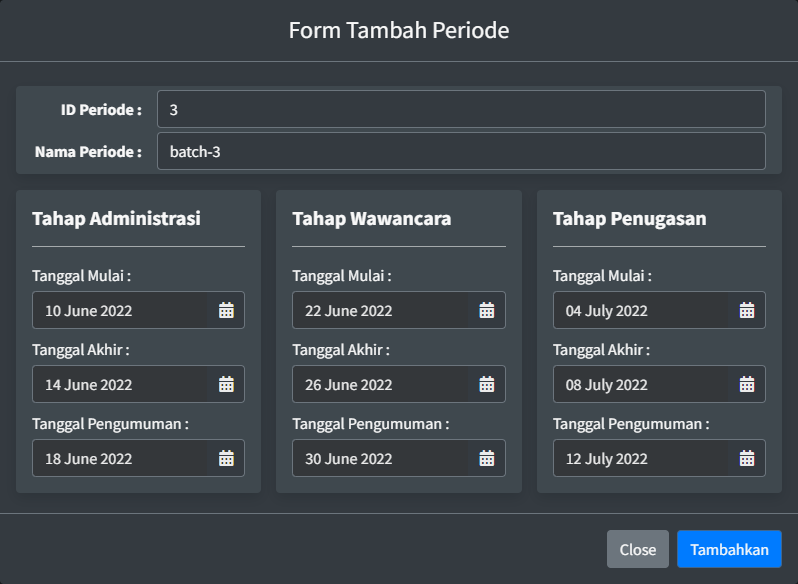 Form Tambah Periode
ID Periode : 3
Nama Periode : batch-3
Tahap Administrasi
Tanggal Mulai :
10 June 2022
Tanggal Akhir :
14 June 2022
Tanggal Pengumuman :
18 June 2022
Tahap Wawancara
Tanggal Mulai :
22 June 2022
Tanggal Akhir :
26 June 2022
Tanggal Pengumuman :
30 June 2022
Tahap Penugasan
Tanggal Mulai :
04 July 2022
Tanggal Akhir :
08 July 2022
Tanggal Pengumuman :
12 July 2022
Close
Tambahkan